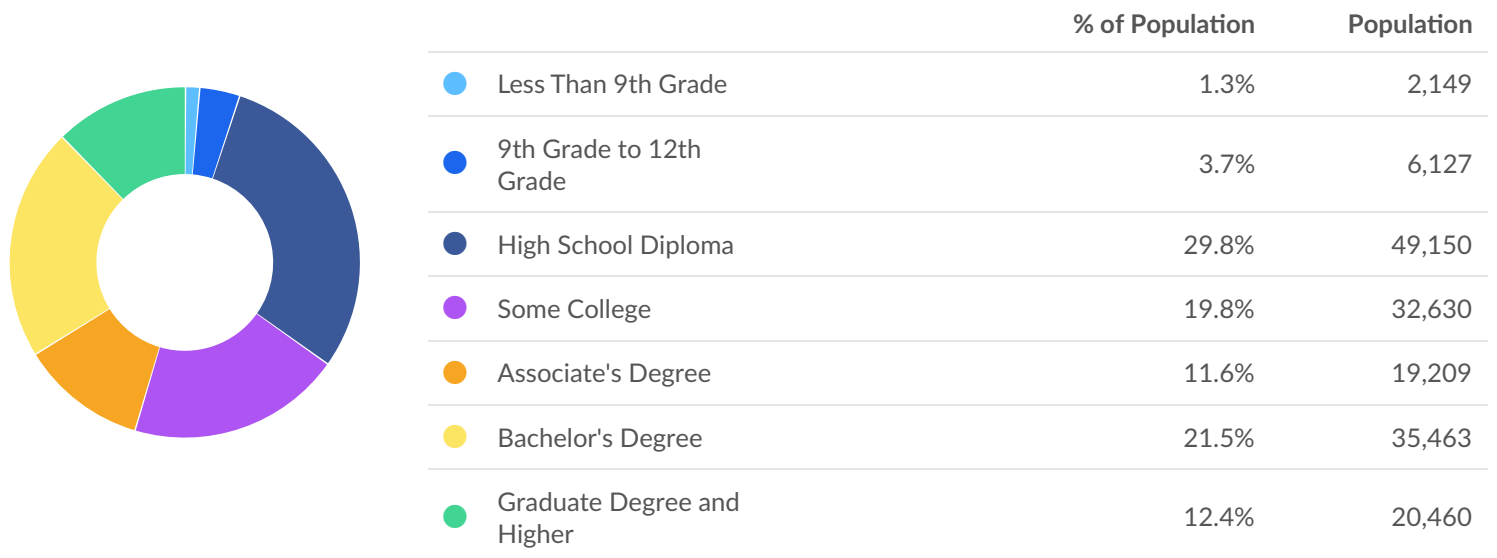 % of Population Population
Less Than 9th Grade 1.3% 2,149
9th Grade to 12th
Grade 3.7% 6,127
High School Diploma 29.8% 49,150
Some College 19.8% 32,630
Associate's Degree 11.6% 19,209
Bachelor's Degree 21.5% 35,463
Graduate Degree and
Higher 12.4% 20,460